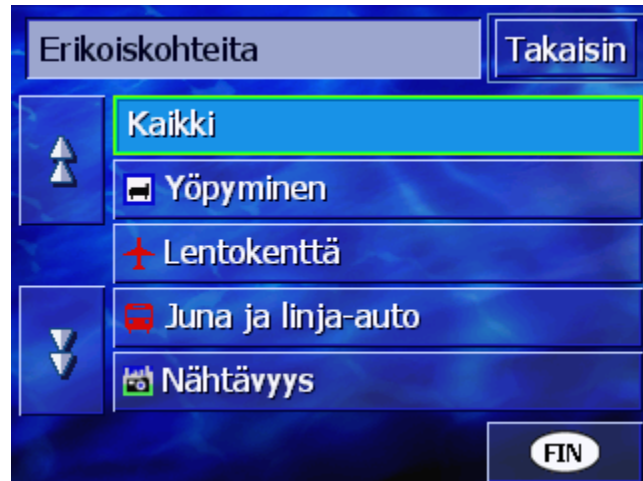 Erikoiskohteita
Takaisin
Kaikki
Yöpyminen
Lentokenttä
Juna ja linja-auto
Nähtävyys
FIN